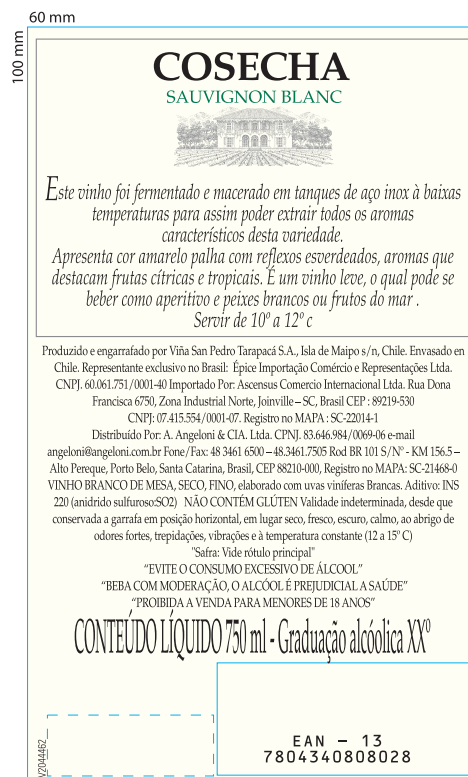 60 mm
100 mm
COSECHA
SAUVIGNON BLANC
Este vinho foi fermentado e macerado em tanques de aço inox à baixas
temperaturas para assim poder extrair todos os aromas
característicos desta variedade.
Apresenta cor amarelo palha com reflexos esverdeados, aromas que
destacam frutas cítricas e tropicais. É um vinho leve, o qual pode se
beber como aperitivo e peixes brancos ou frutos do mar .
Servir de 10º a 12º c
Produzido e engarrafado por Viña San Pedro Tarapacá S.A., Isla de Maipo s/n, Chile. Envasado en
Chile. Representante exclusivo no Brasil: Épice Importação Comércio e Representações Ltda.
CNPJ. 60.061.751/0001-40 Importado Por: Ascensus Comercio Internacional Ltda. Rua Dona
Francisca 6750, Zona Industrial Norte, Joinville – SC, Brasil CEP : 89219-530
CNPJ: 07.415.554/0001-07. Registro no MAPA : SC-22014-1
Distribuído Por: A. Angeloni & CIA. Ltda. CPNJ. 83.646.984/0069-06 e-mail
angeloni@angeloni.com.br Fone/Fax: 48 3461 6500 – 48.3461.7505 Rod BR 101 S/Nº - KM 156.5 –
Alto Pereque, Porto Belo, Santa Catarina, Brasil, CEP 88210-000, Registro no MAPA: SC-21468-0
VINHO BRANCO DE MESA, SECO, FINO, elaborado com uvas viníferas Brancas. Aditivo: INS
220 (anidrido sulfuroso:SO2) NÃO CONTÉM GLÚTEN Validade indeterminada, desde que
conservada a garrafa em posição horizontal, em lugar seco, fresco, escuro, calmo, ao abrigo de
odores fortes, trepidações, vibrações e à temperatura constante (12 a 15º C)
"Safra: Vide rótulo principal"
“EVITE O CONSUMO EXCESSIVO DE ÁLCOOL”
“BEBA COM MODERAÇÃO, O ALCÓOL É PREJUDICIAL A SAÚDE”
“PROIBIDA A VENDA PARA MENORES DE 18 ANOS”
CONTEÚDO LÍQUIDO 750 ml - Graduação alcóolica XXº
V2044462
EAN – 13
7804340808028